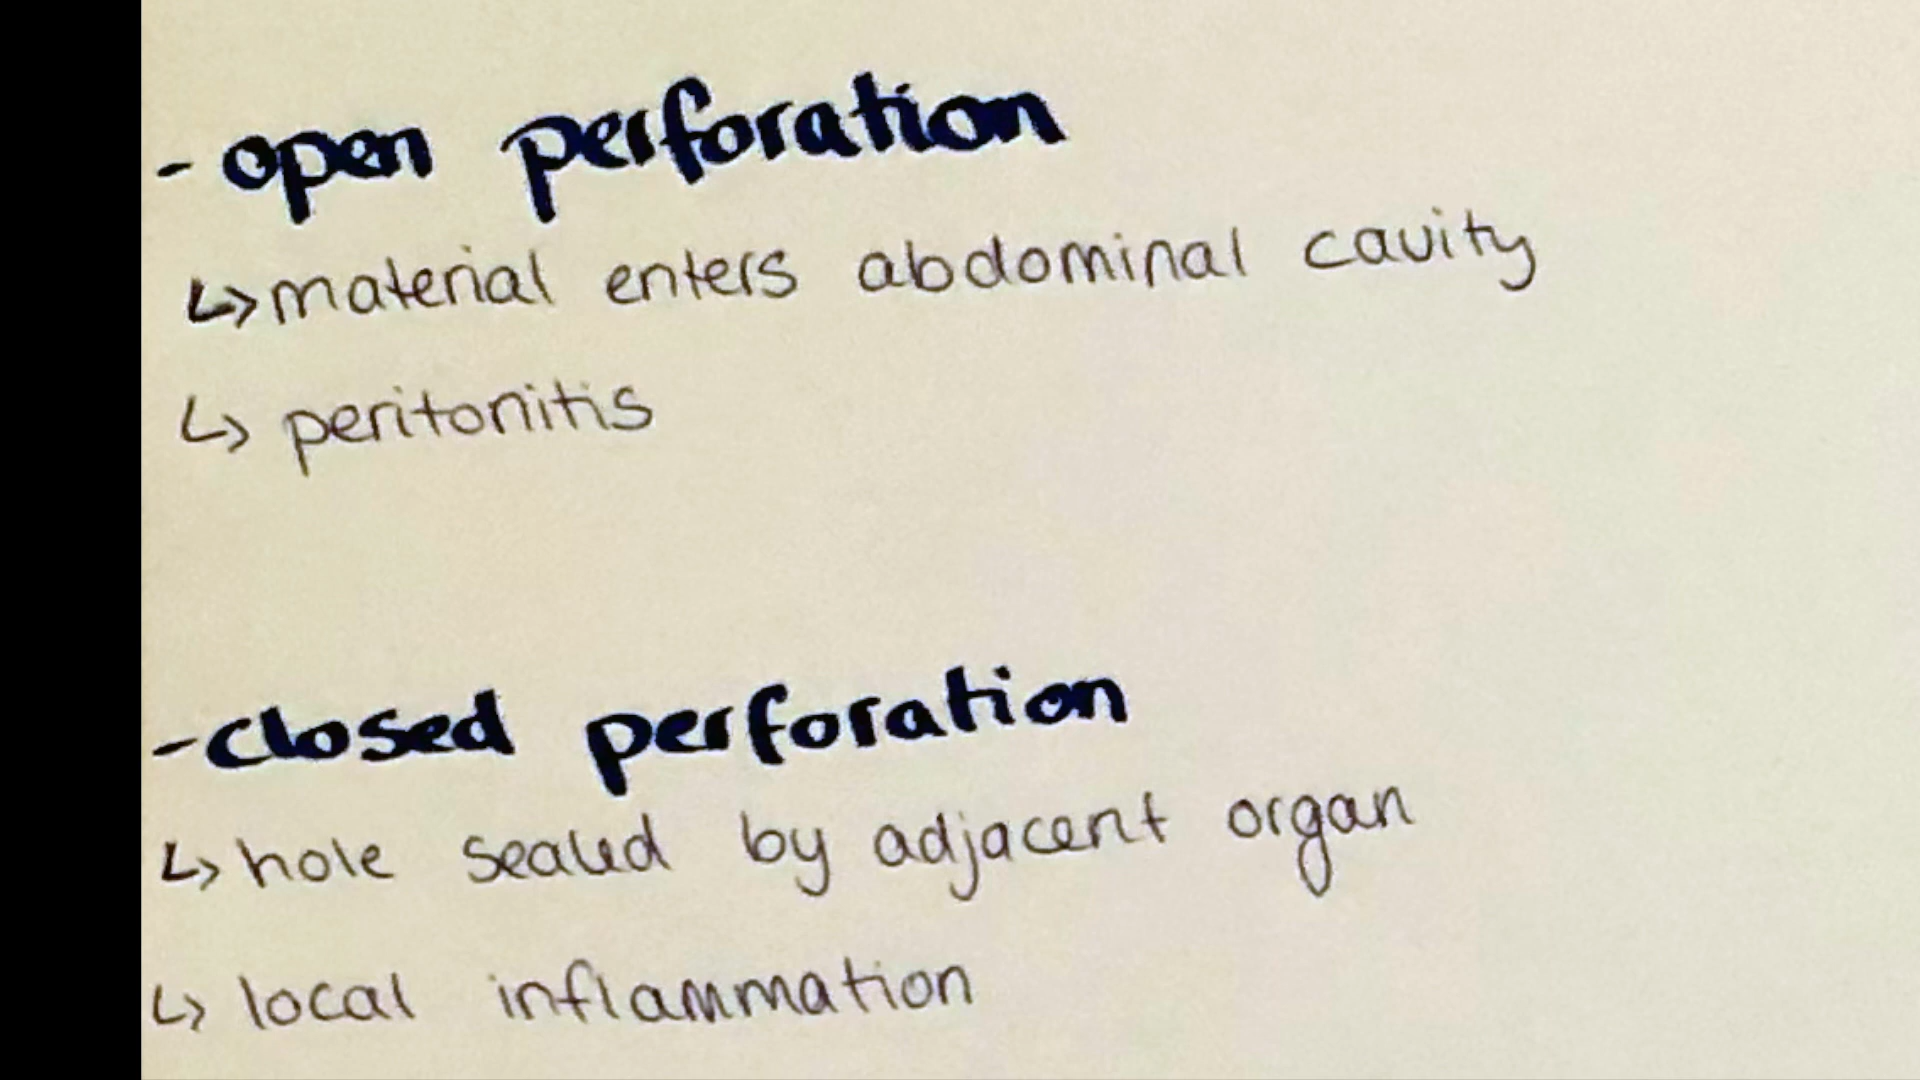 - open perforation
↳ material enters abdominal cavity
↳ peritonitis
- closed perforation
↳ hole sealed by adjacent organ
↳ local inflammation